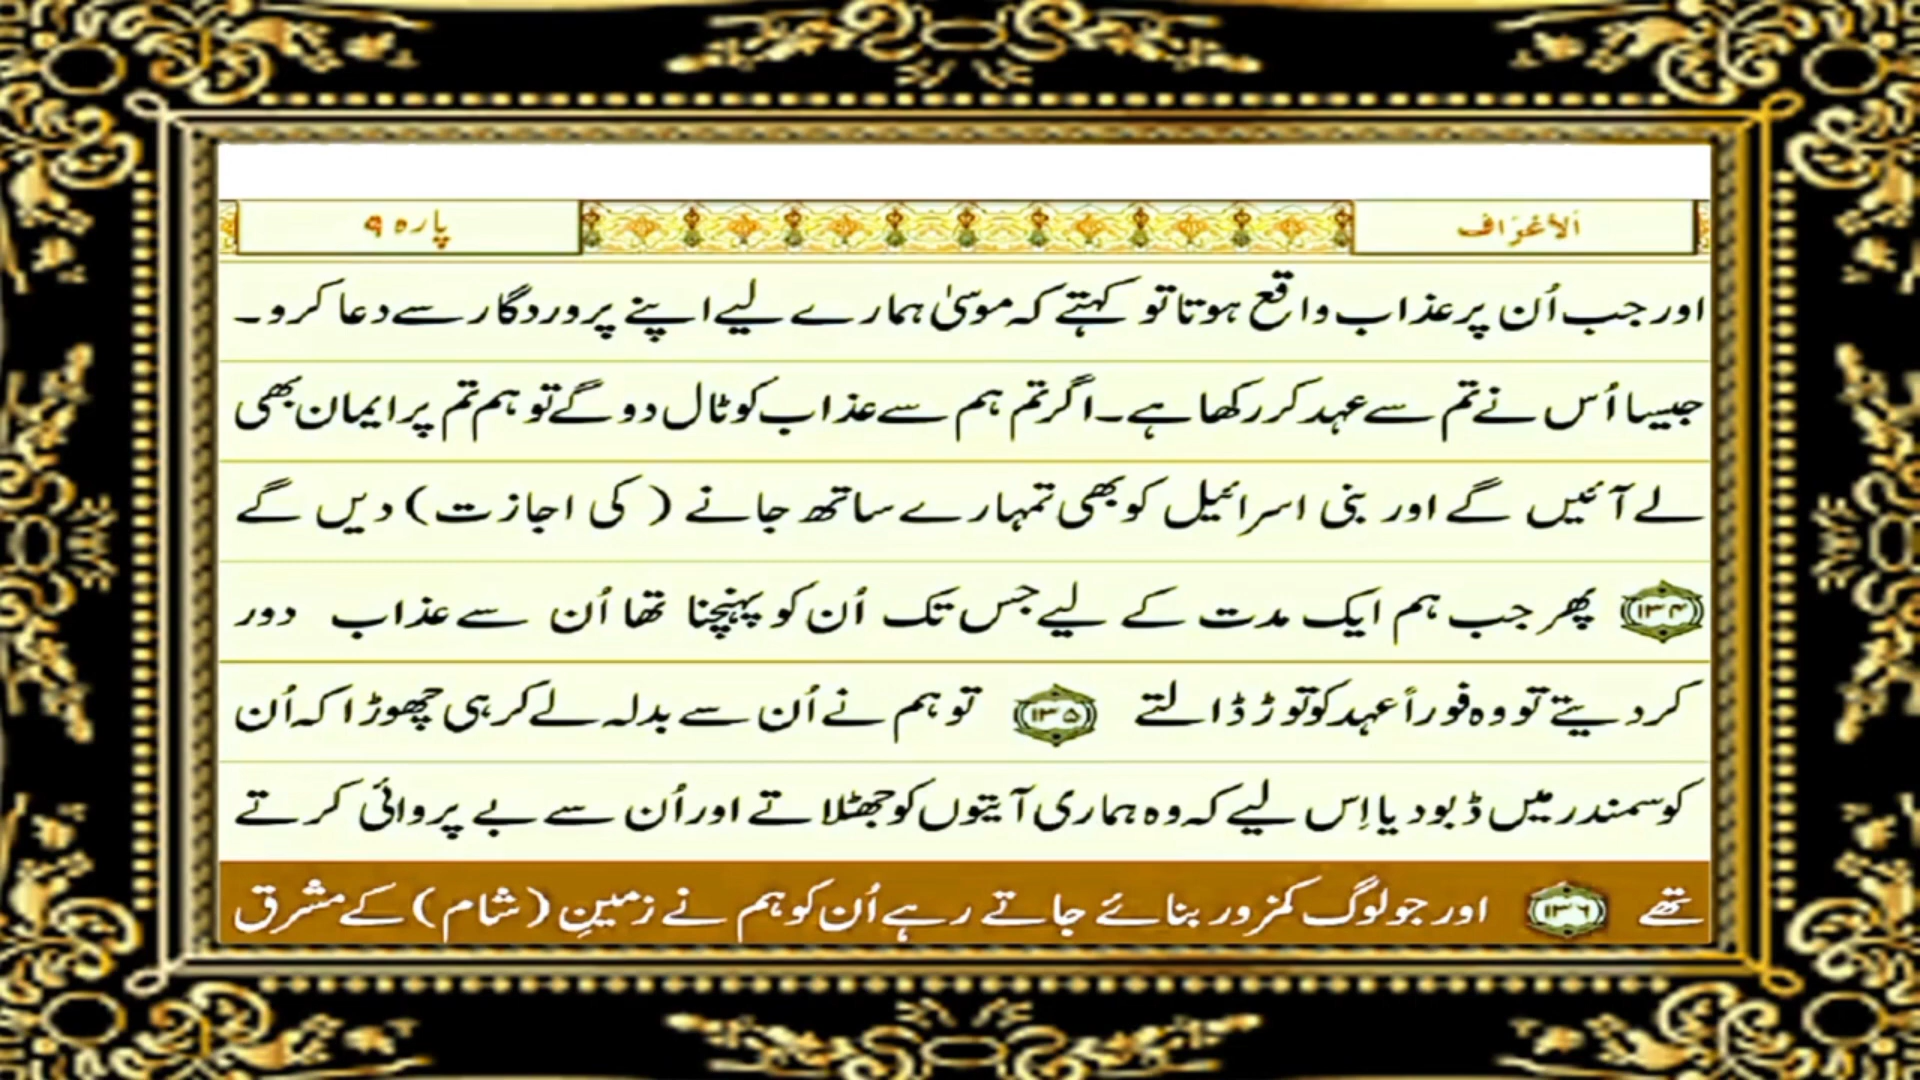 اَلاَعْرَاف
پارہ ۹
اور جب اُن پر عذاب واقع ہوتا تو کہتے کہ موسیٰ ہمارے لیے اپنے پروردگار سے دعا کرو۔
جیسا اُس نے تم سے عہد کر رکھا ہے۔ اگر تم ہم سے عذاب کو ٹال دو گے تو ہم تم پر ایمان بھی
لے آئیں گے اور بنی اسرائیل کو بھی تمہارے ساتھ جانے ( کی اجازت) دیں گے
۱۳۴ پھر جب ہم ایک مدت کے لیے جس تک اُن کو پہنچنا تھا اُن سے عذاب دور
کردیتے تو وہ فوراً عہد کو توڑ ڈالتے ۱۳۵ تو ہم نے اُن سے بدلہ لے کر ہی چھوڑا کہ اُن
کو سمندر میں ڈبو دیا اِس لیے کہ وہ ہماری آیتوں کو جھٹلاتے اور اُن سے بے پروائی کرتے
تھے ۱۳۶ اور جو لوگ کمزور بنائے جاتے رہے اُن کو ہم نے زمینِ (شام) کے مشرق